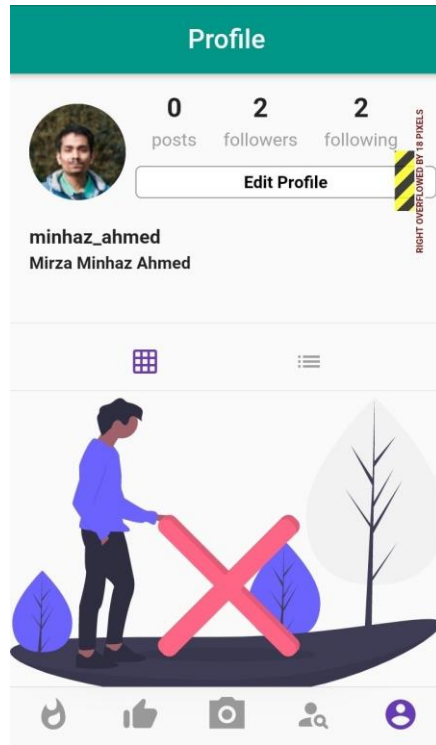 Profile
0 2 2
posts followers following
Edit Profile
RIGHT OVERFLOWED BY 18 PIXELS
minhaz_ahmed
Mirza Minhaz Ahmed